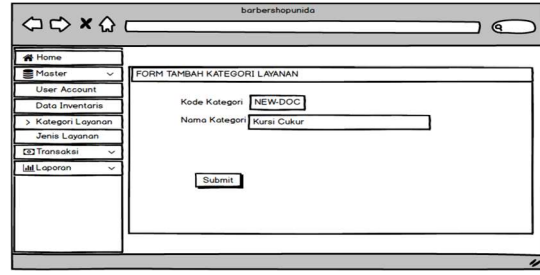 barbershopunida
Home
Master
User Account
Data Inventaris
> Kategori Layanan
Jenis Layanan
Transaksi
Laporan
FORM TAMBAH KATEGORI LAYANAN
Kode Kategori NEW-DOC
Nama Kategori Kursi Cukur
Submit